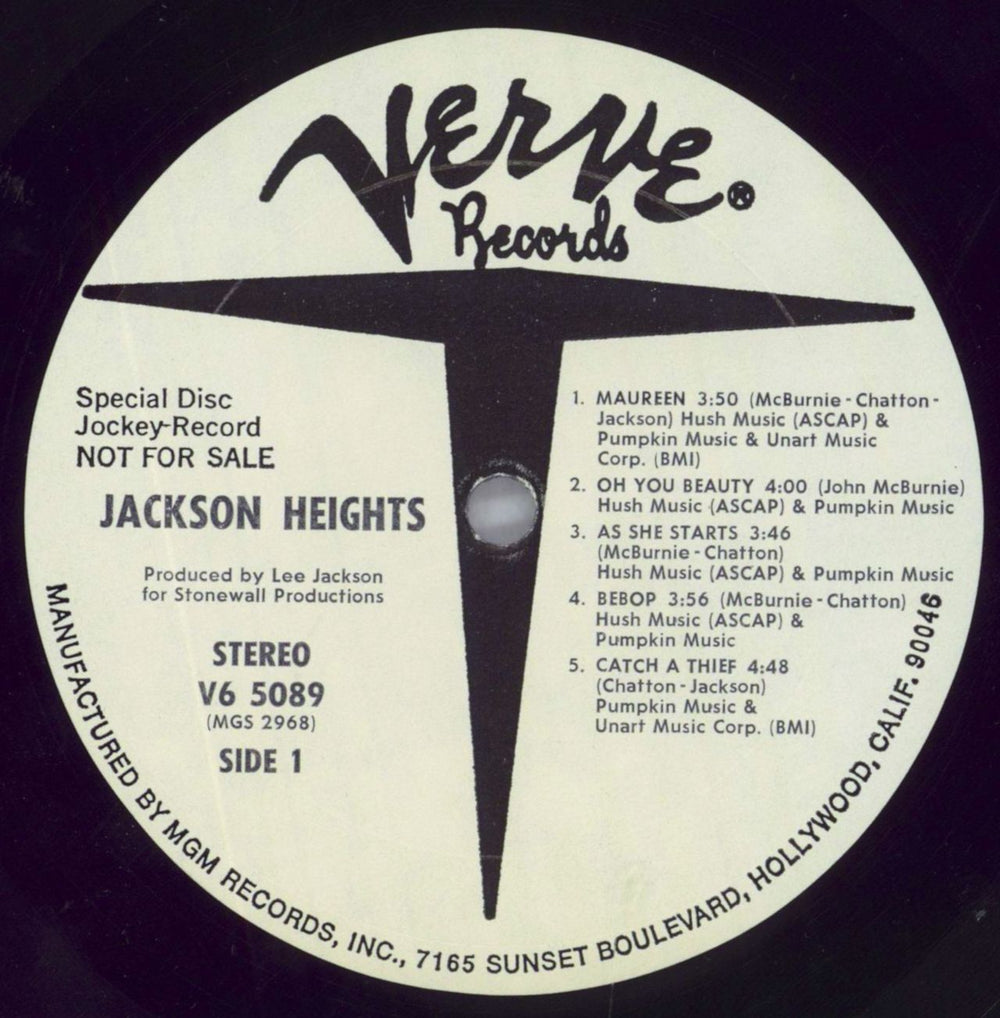 Verve®
Records
Special Disc
Jockey-Record
NOT FOR SALE
JACKSON HEIGHTS
Produced by Lee Jackson
for Stonewall Productions
STEREO
V6 5089
(MGS 2968)
SIDE 1
1. MAUREEN 3:50 (McBurnie - Chatton -
Jackson) Hush Music (ASCAP) &
Pumpkin Music & Unart Music
Corp. (BMI)
2. OH YOU BEAUTY 4:00 (John McBurnie)
Hush Music (ASCAP) & Pumpkin Music
3. AS SHE STARTS 3:46
(McBurnie - Chatton)
Hush Music (ASCAP) & Pumpkin Music
4. BEBOP 3:56 (McBurnie - Chatton)
Hush Music (ASCAP) &
Pumpkin Music
5. CATCH A THIEF 4:48
(Chatton - Jackson)
Pumpkin Music &
Unart Music Corp. (BMI)
MANUFACTURED BY MGM RECORDS, INC., 7165 SUNSET BOULEVARD, HOLLYWOOD, CALIF. 90046